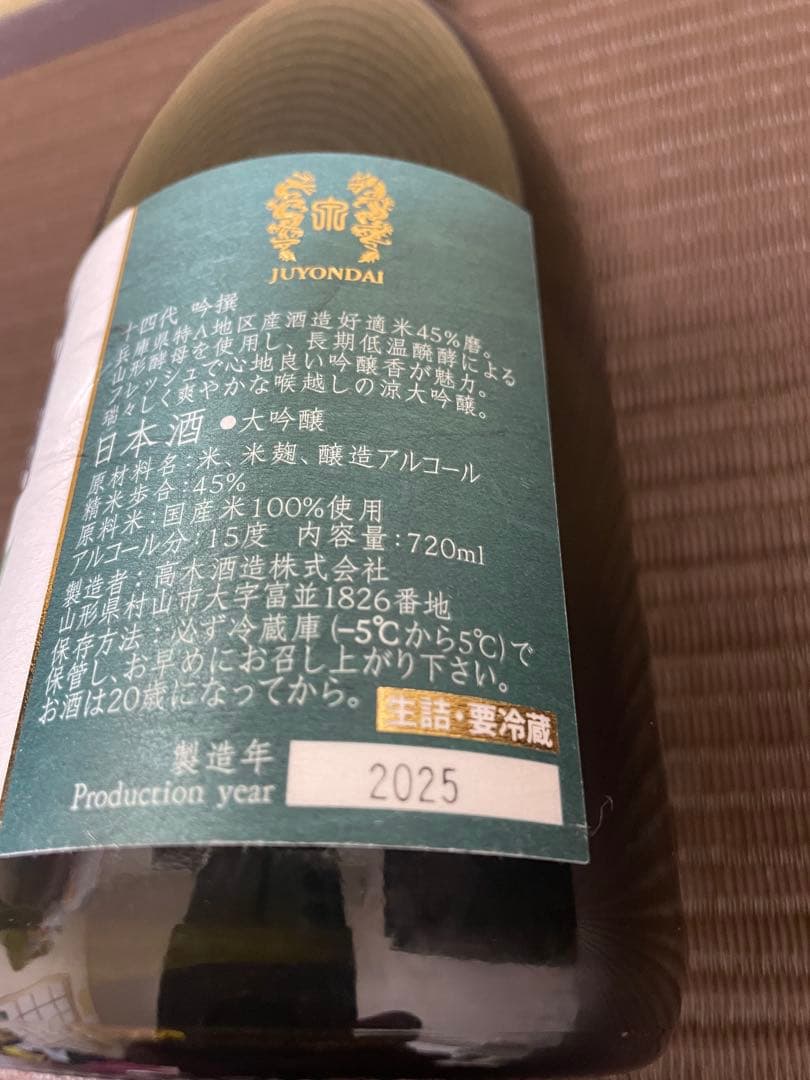 JUYONDAI
十四代 吟撰
兵庫県特A地区産酒造好適米45%磨。
山形酵母を使用し、長期低温醗酵による
フレッシュで心地良い吟醸香が魅力。
瑞々しく爽やかな喉越しの涼大吟醸。
日本酒 ●大吟醸
原材料名:米、米麹、醸造アルコール
精米歩合:45%
原料米:国産米100%使用
アルコール分:15度 内容量:720ml
製造者:高木酒造株式会社
山形県村山市大字富並1826番地
保存方法:必ず冷蔵庫(−5℃から5℃)で
保管し、お早めにお召し上がり下さい。
お酒は20歳になってから。 生詰・要冷蔵
製造年
Production year 2025